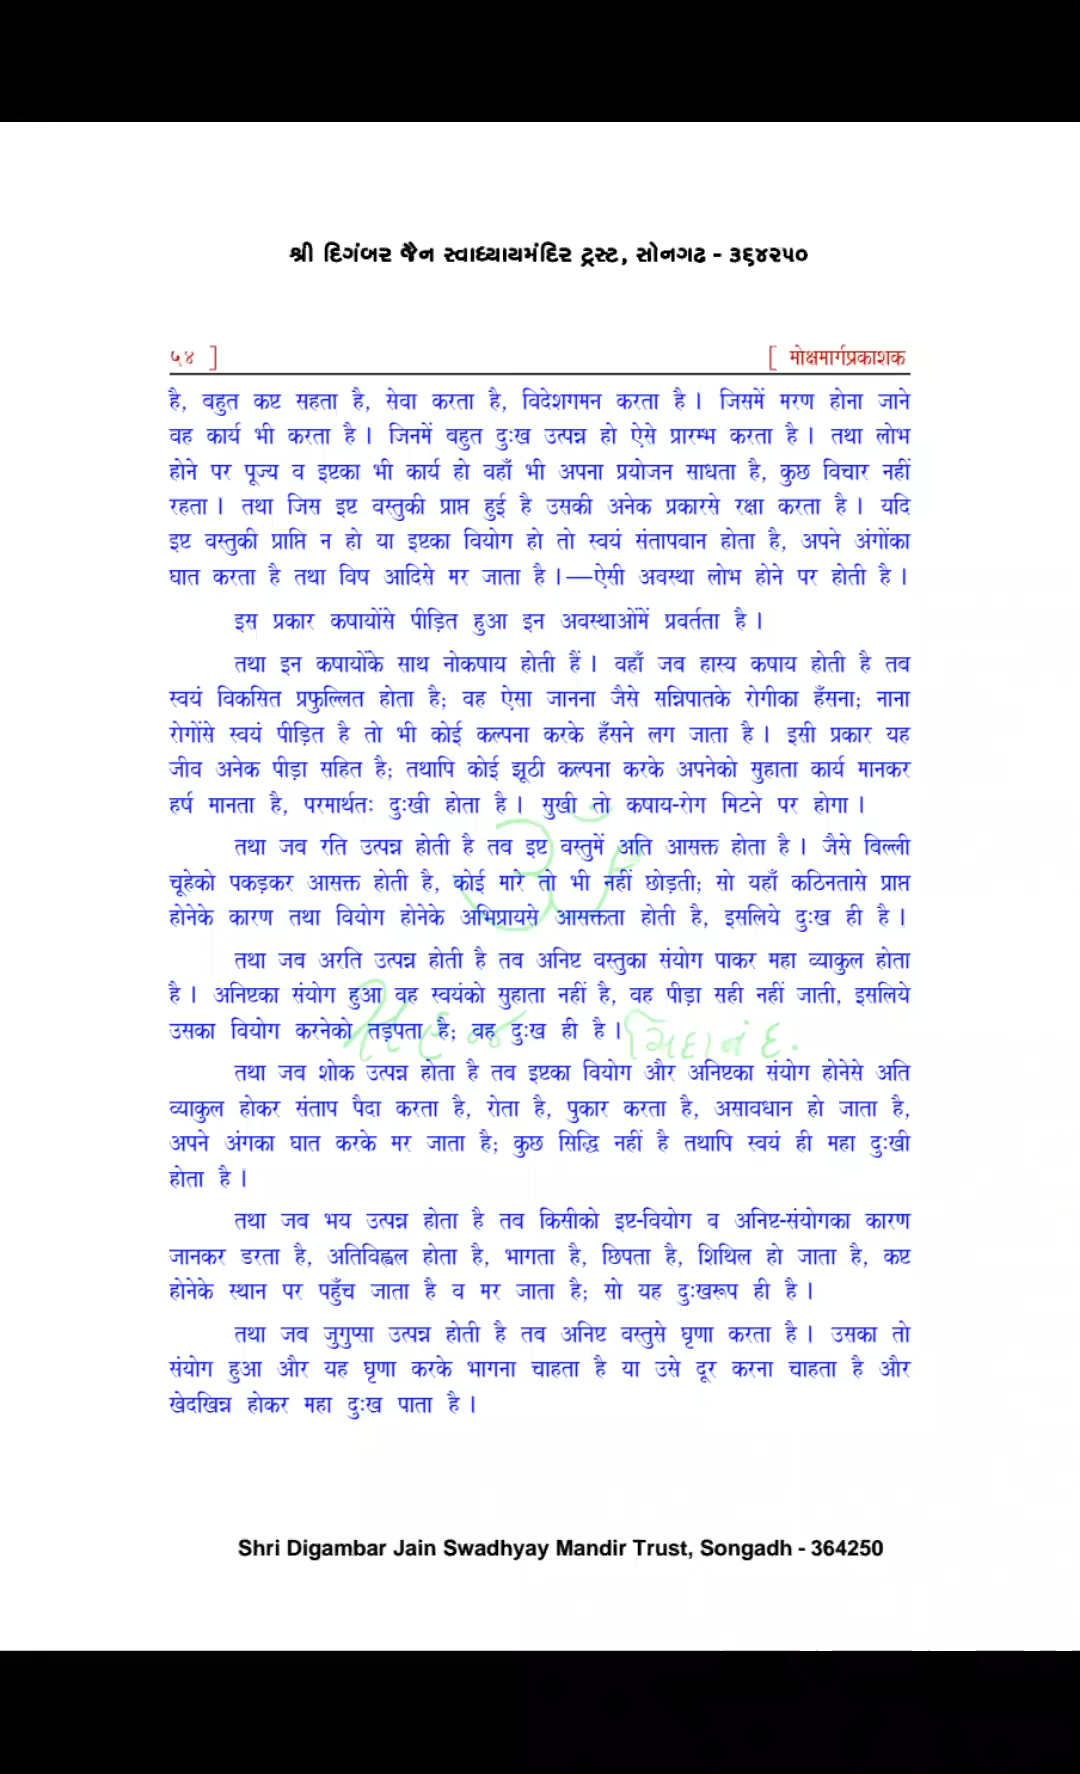 શ્રી દિગંબર જૈન સ્વાધ્યાયમંદિર ટ્રસ્ટ, સોનગઢ - ૩૬૪૨૫૦
५४ ] [ मोक्षमार्गप्रकाशक
है, बहुत कष्ट सहता है, सेवा करता है, विदेशगमन करता है। जिसमें मरण होना जाने
वह कार्य भी करता है। जिनमें बहुत दुःख उत्पन्न हो ऐसे प्रारम्भ करता है। तथा लोभ
होने पर पूज्य व इष्टका भी कार्य हो वहाँ भी अपना प्रयोजन साधता है, कुछ विचार नहीं
रहता। तथा जिस इष्ट वस्तुकी प्राप्त हुई है उसकी अनेक प्रकारसे रक्षा करता है। यदि
इष्ट वस्तुकी प्राप्ति न हो या इष्टका वियोग हो तो स्वयं संतापवान होता है, अपने अंगोंका
घात करता है तथा विष आदिसे मर जाता है।—ऐसी अवस्था लोभ होने पर होती है।
इस प्रकार कषायोंसे पीड़ित हुआ इन अवस्थाओंमें प्रवर्तता है।
तथा इन कषायोंके साथ नोकषाय होती हैं। वहाँ जब हास्य कषाय होती है तब
स्वयं विकसित प्रफुल्लित होता है; वह ऐसा जानना जैसे सन्निपातके रोगीका हँसना; नाना
रोगोंसे स्वयं पीड़ित है तो भी कोई कल्पना करके हँसने लग जाता है। इसी प्रकार यह
जीव अनेक पीड़ा सहित है; तथापि कोई झूठी कल्पना करके अपनेको सुहाता कार्य मानकर
हर्ष मानता है, परमार्थतः दुःखी होता है। सुखी तो कषाय-रोग मिटने पर होगा।
तथा जब रति उत्पन्न होती है तब इष्ट वस्तुमें अति आसक्त होता है। जैसे बिल्ली
चूहेको पकड़कर आसक्त होती है, कोई मारे तो भी नहीं छोड़ती; सो यहाँ कठिनतासे प्राप्त
होनेके कारण तथा वियोग होनेके अभिप्रायसे आसक्तता होती है, इसलिये दुःख ही है।
तथा जब अरति उत्पन्न होती है तब अनिष्ट वस्तुका संयोग पाकर महा व्याकुल होता
है। अनिष्टका संयोग हुआ वह स्वयंको सुहाता नहीं है, वह पीड़ा सही नहीं जाती, इसलिये
उसका वियोग करनेको तड़पता है; वह दुःख ही है।
तथा जब शोक उत्पन्न होता है तब इष्टका वियोग और अनिष्टका संयोग होनेसे अति
व्याकुल होकर संताप पैदा करता है, रोता है, पुकार करता है, असावधान हो जाता है,
अपने अंगका घात करके मर जाता है; कुछ सिद्धि नहीं है तथापि स्वयं ही महा दुःखी
होता है।
तथा जब भय उत्पन्न होता है तब किसीको इष्ट-वियोग व अनिष्ट-संयोगका कारण
जानकर डरता है, अतिविह्वल होता है, भागता है, छिपता है, शिथिल हो जाता है, कष्ट
होनेके स्थान पर पहुँच जाता है व मर जाता है; सो यह दुःखरूप ही है।
तथा जब जुगुप्सा उत्पन्न होती है तब अनिष्ट वस्तुसे घृणा करता है। उसका तो
संयोग हुआ और यह घृणा करके भागना चाहता है या उसे दूर करना चाहता है और
खेदखिन्न होकर महा दुःख पाता है।
ૐ
સહજ ચિદાનંદ.
Shri Digambar Jain Swadhyay Mandir Trust, Songadh - 364250